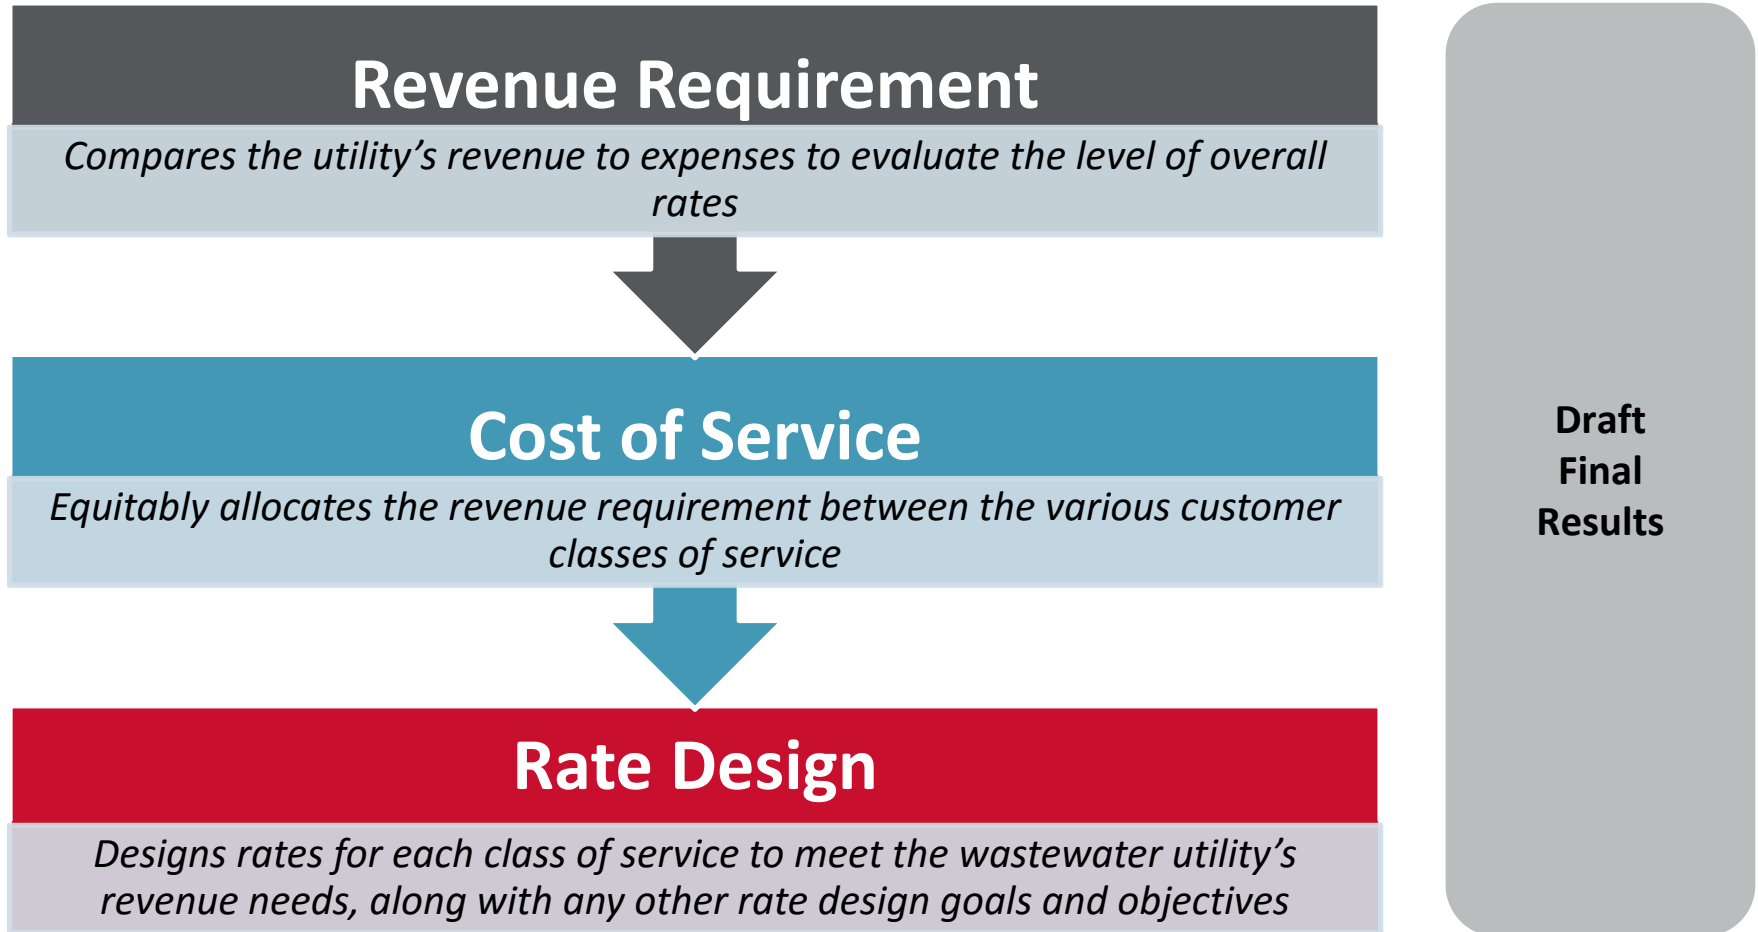 Revenue Requirement
Compares the utility’s revenue to expenses to evaluate the level of overall
rates
Cost of Service
Equitably allocates the revenue requirement between the various customer
classes of service
Rate Design
Designs rates for each class of service to meet the wastewater utility’s
revenue needs, along with any other rate design goals and objectives
Draft
Final
Results